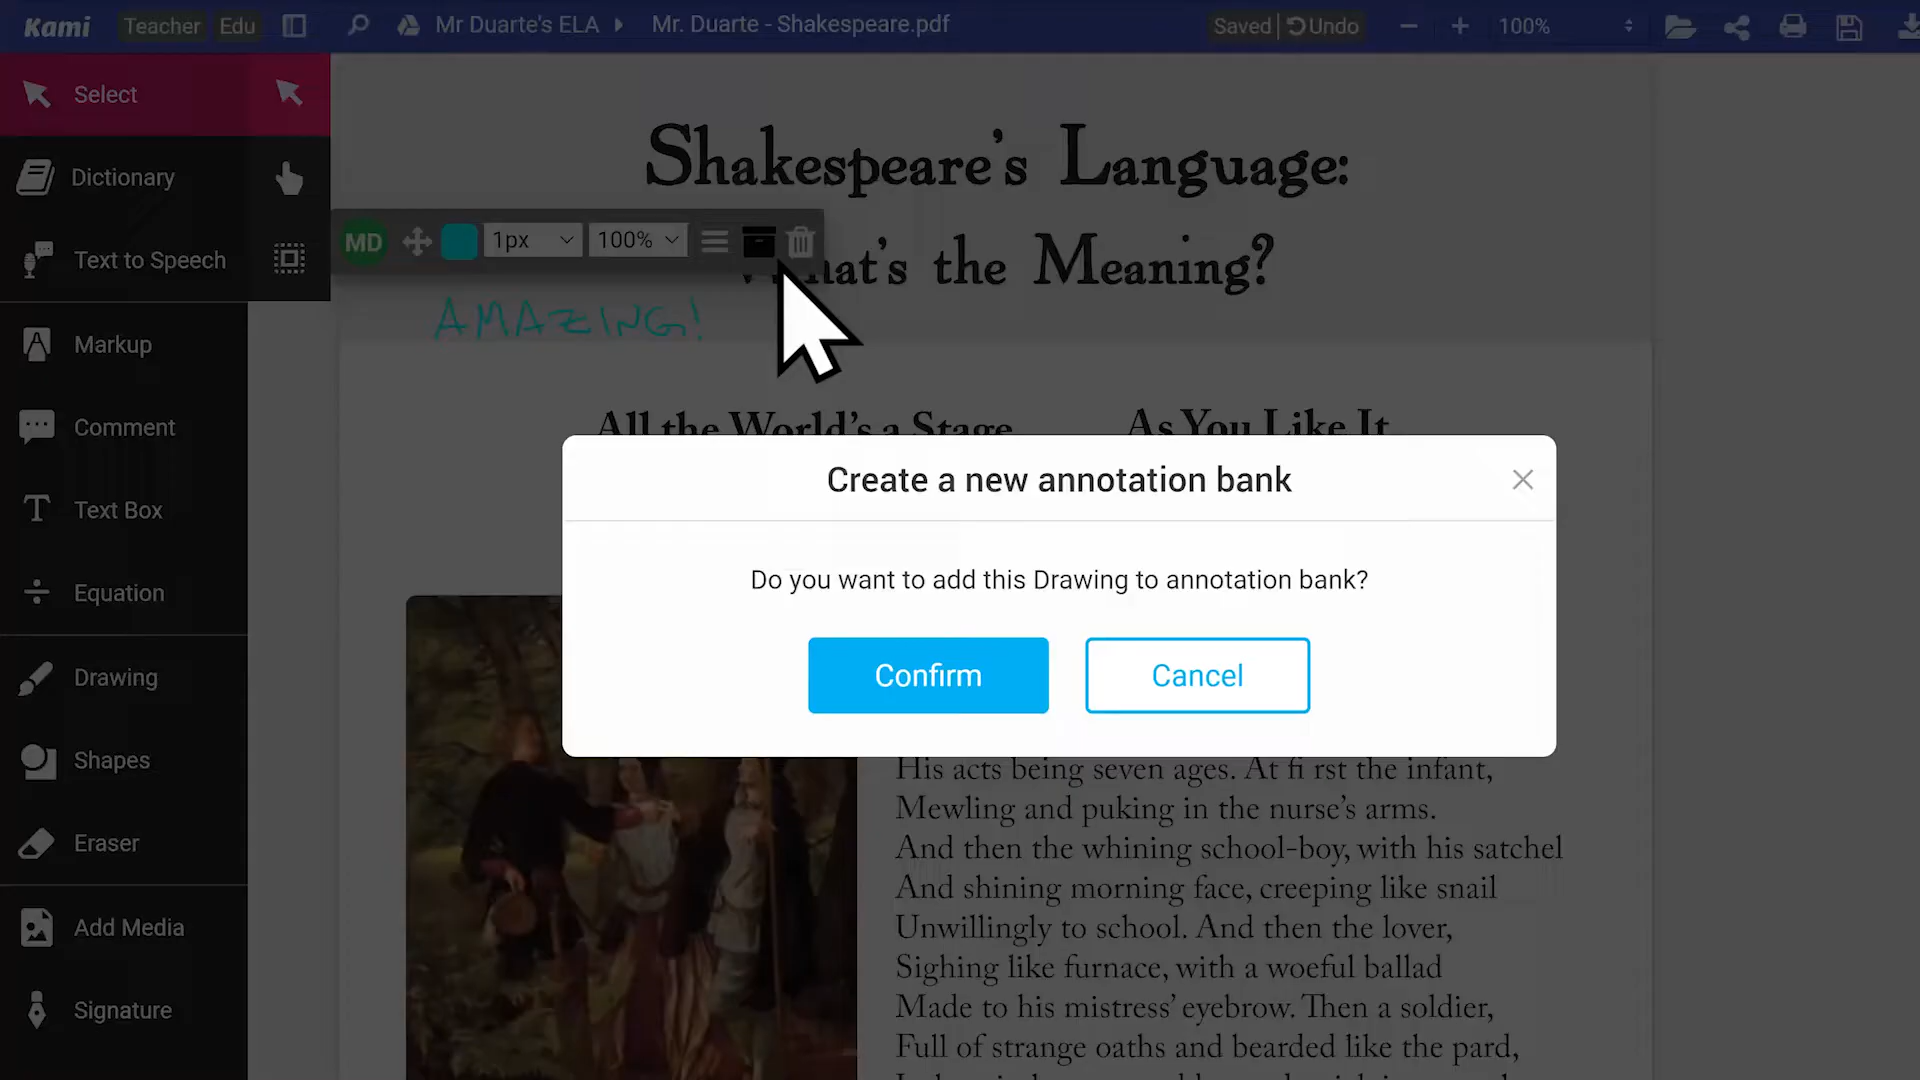 Kami Teacher Edu Mr Duarte's ELA Mr. Duarte - Shakespeare.pdf Saved Undo 100%
Select
Dictionary
Text to Speech
Markup
Comment
Text Box
Equation
Drawing
Shapes
Eraser
Add Media
Signature
Shakespeare's Language:
MD 1px 100%
the Meaning?
AMAZING!
All the World's a Stage
As You Like It
Create a new annotation bank
Do you want to add this Drawing to annotation bank?
Confirm Cancel
His acts being seven ages. At fi rst the infant,
Mewling and puking in the nurse's arms.
And then the whining school-boy, with his satchel
And shining morning face, creeping like snail
Unwillingly to school. And then the lover,
Sighing like furnace, with a woeful ballad
Made to his mistress' eyebrow. Then a soldier,
Full of strange oaths and bearded like the pard,